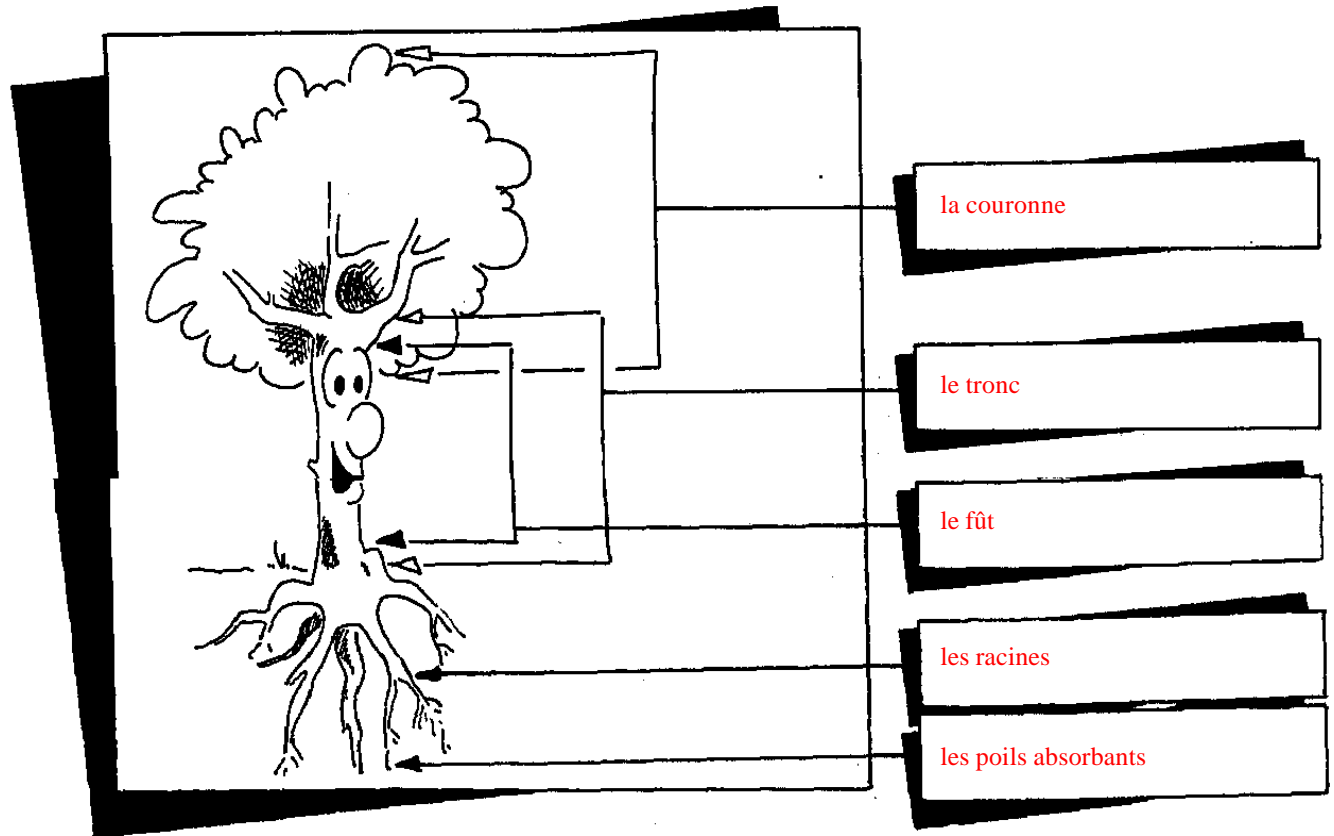 la couronne
le tronc
le fût
les racines
les poils absorbants